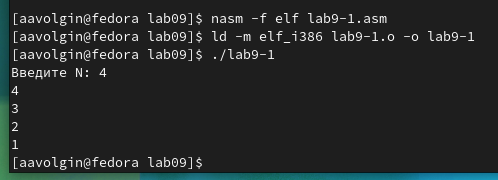 [aavolgin@fedora lab09]$ nasm -f elf lab9-1.asm
[aavolgin@fedora lab09]$ ld -m elf_i386 lab9-1.o -o lab9-1
[aavolgin@fedora lab09]$ ./lab9-1
Введите N: 4
4
3
2
1
[aavolgin@fedora lab09]$